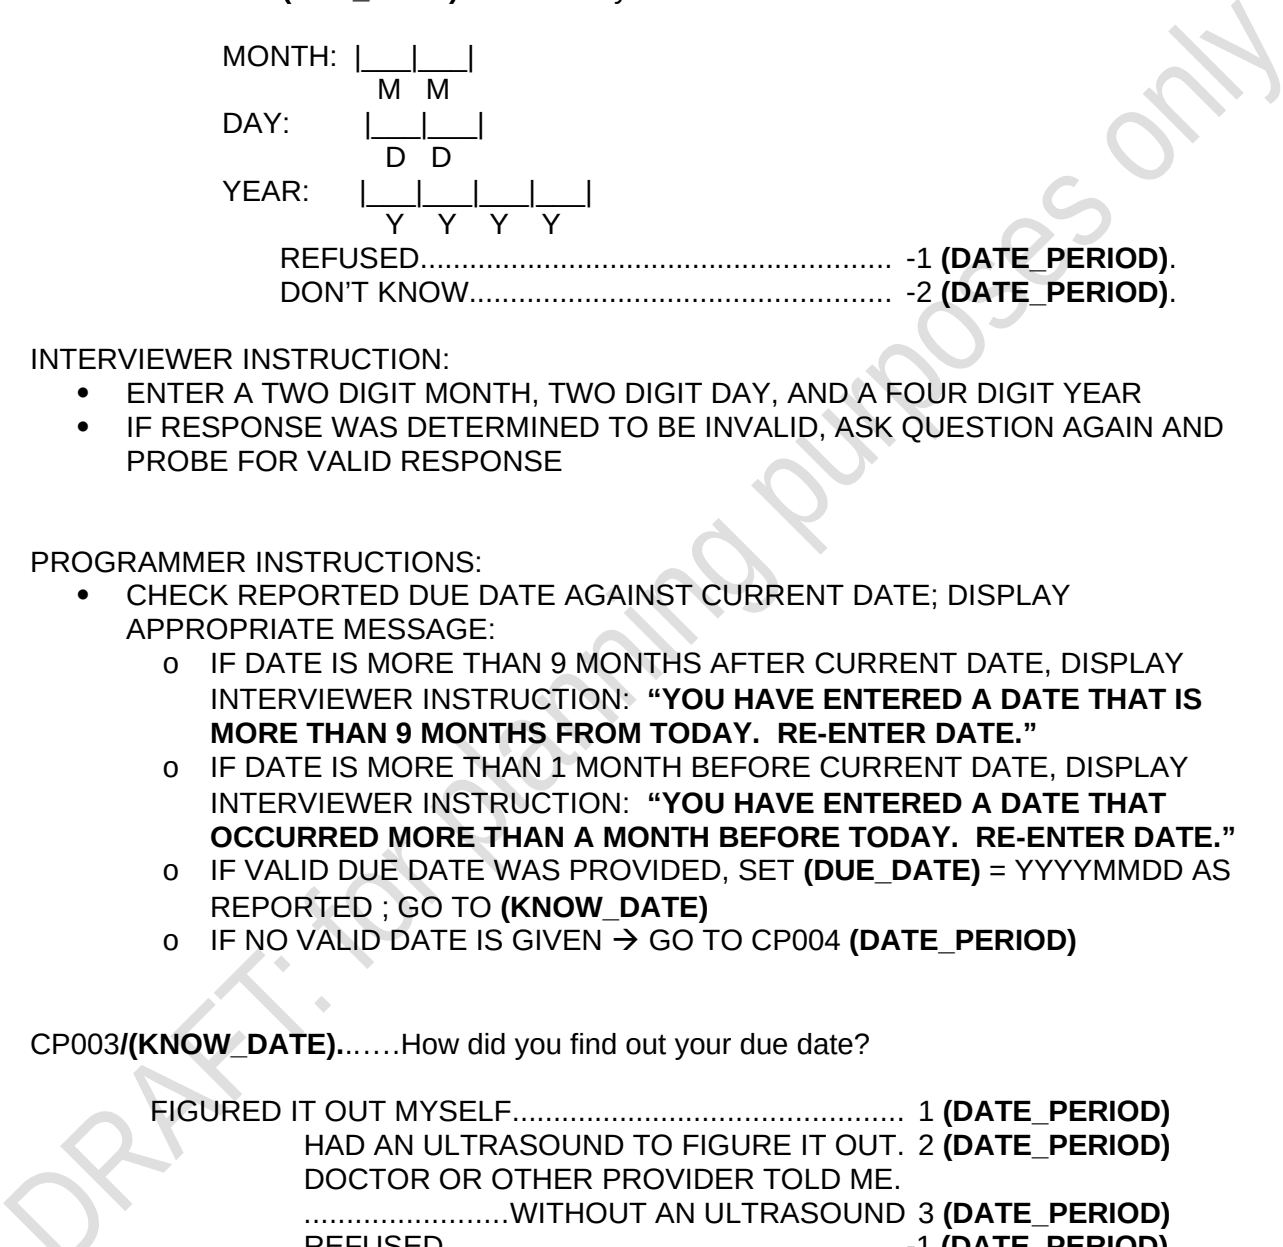 MONTH: |___|___|
M M
DAY: |___|___|
D D
YEAR: |___|___|___|___|
Y Y Y Y
REFUSED......................................................... -1 (DATE_PERIOD).
DON'T KNOW................................................... -2 (DATE_PERIOD).
INTERVIEWER INSTRUCTION:
• ENTER A TWO DIGIT MONTH, TWO DIGIT DAY, AND A FOUR DIGIT YEAR
• IF RESPONSE WAS DETERMINED TO BE INVALID, ASK QUESTION AGAIN AND
PROBE FOR VALID RESPONSE
PROGRAMMER INSTRUCTIONS:
• CHECK REPORTED DUE DATE AGAINST CURRENT DATE; DISPLAY
APPROPRIATE MESSAGE:
o IF DATE IS MORE THAN 9 MONTHS AFTER CURRENT DATE, DISPLAY
INTERVIEWER INSTRUCTION: “YOU HAVE ENTERED A DATE THAT IS
MORE THAN 9 MONTHS FROM TODAY. RE-ENTER DATE.”
o IF DATE IS MORE THAN 1 MONTH BEFORE CURRENT DATE, DISPLAY
INTERVIEWER INSTRUCTION: “YOU HAVE ENTERED A DATE THAT
OCCURRED MORE THAN A MONTH BEFORE TODAY. RE-ENTER DATE.”
o IF VALID DUE DATE WAS PROVIDED, SET (DUE_DATE) = YYYYMMDD AS
REPORTED ; GO TO (KNOW_DATE)
o IF NO VALID DATE IS GIVEN → GO TO CP004 (DATE_PERIOD)
CP003/(KNOW_DATE)........How did you find out your due date?
FIGURED IT OUT MYSELF............................................... 1 (DATE_PERIOD)
HAD AN ULTRASOUND TO FIGURE IT OUT. 2 (DATE_PERIOD)
DOCTOR OR OTHER PROVIDER TOLD ME.
........................WITHOUT AN ULTRASOUND 3 (DATE_PERIOD)
REFUSED....................................................... -1 (DATE_PERIOD)
DRAFT: for planning purposes only